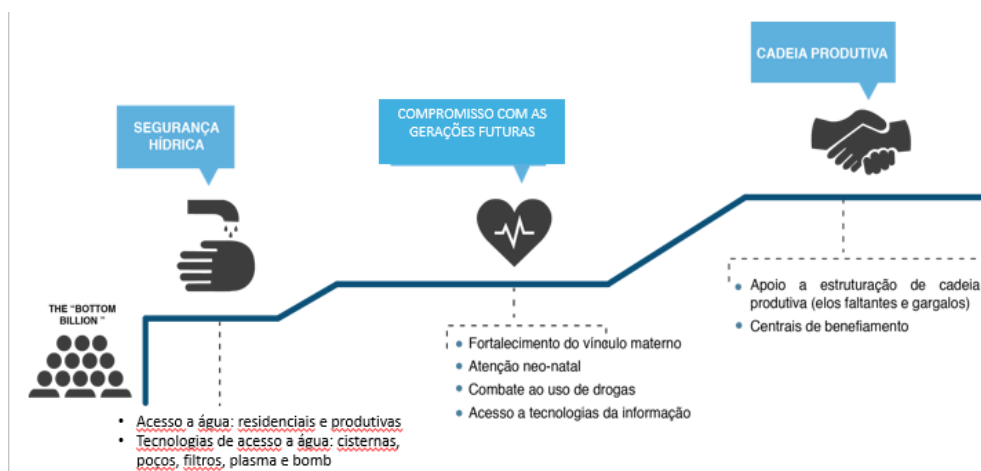 CADEIA PRODUTIVA
COMPROMISSO COM AS
GERAÇÕES FUTURAS
SEGURANÇA
HÍDRICA
THE "BOTTOM
BILLION "
• Apoio a estruturação de cadeia
produtiva (elos faltantes e gargalos)
• Centrais de benefiamento
• Fortalecimento do vínculo materno
• Atenção neo-natal
• Combate ao uso de drogas
• Acesso a tecnologias da informação
• Acesso a água: residenciais e produtivas
• Tecnologias de acesso a água: cisternas,
poços, filtros, plasma e bomb